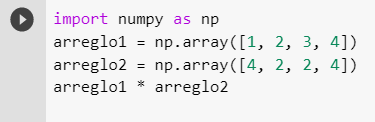 import numpy as np
arreglo1 = np.array([1, 2, 3, 4])
arreglo2 = np.array([4, 2, 2, 4])
arreglo1 * arreglo2